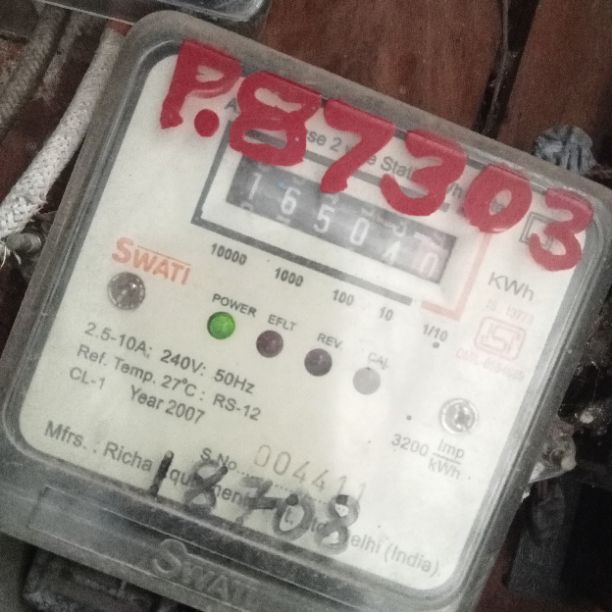 P.87303
165040
KWh
10000 1000 100 10 1/10
SWATI
POWER EFLT REV CAL
2.5-10A; 240V: 50Hz
Ref. Temp. 27°C: RS-12
CL-1 Year 2007
3200 Imp
kWh
S.No. 004411
Mfrs. : Richa Delhi (India)
18708
SWATI